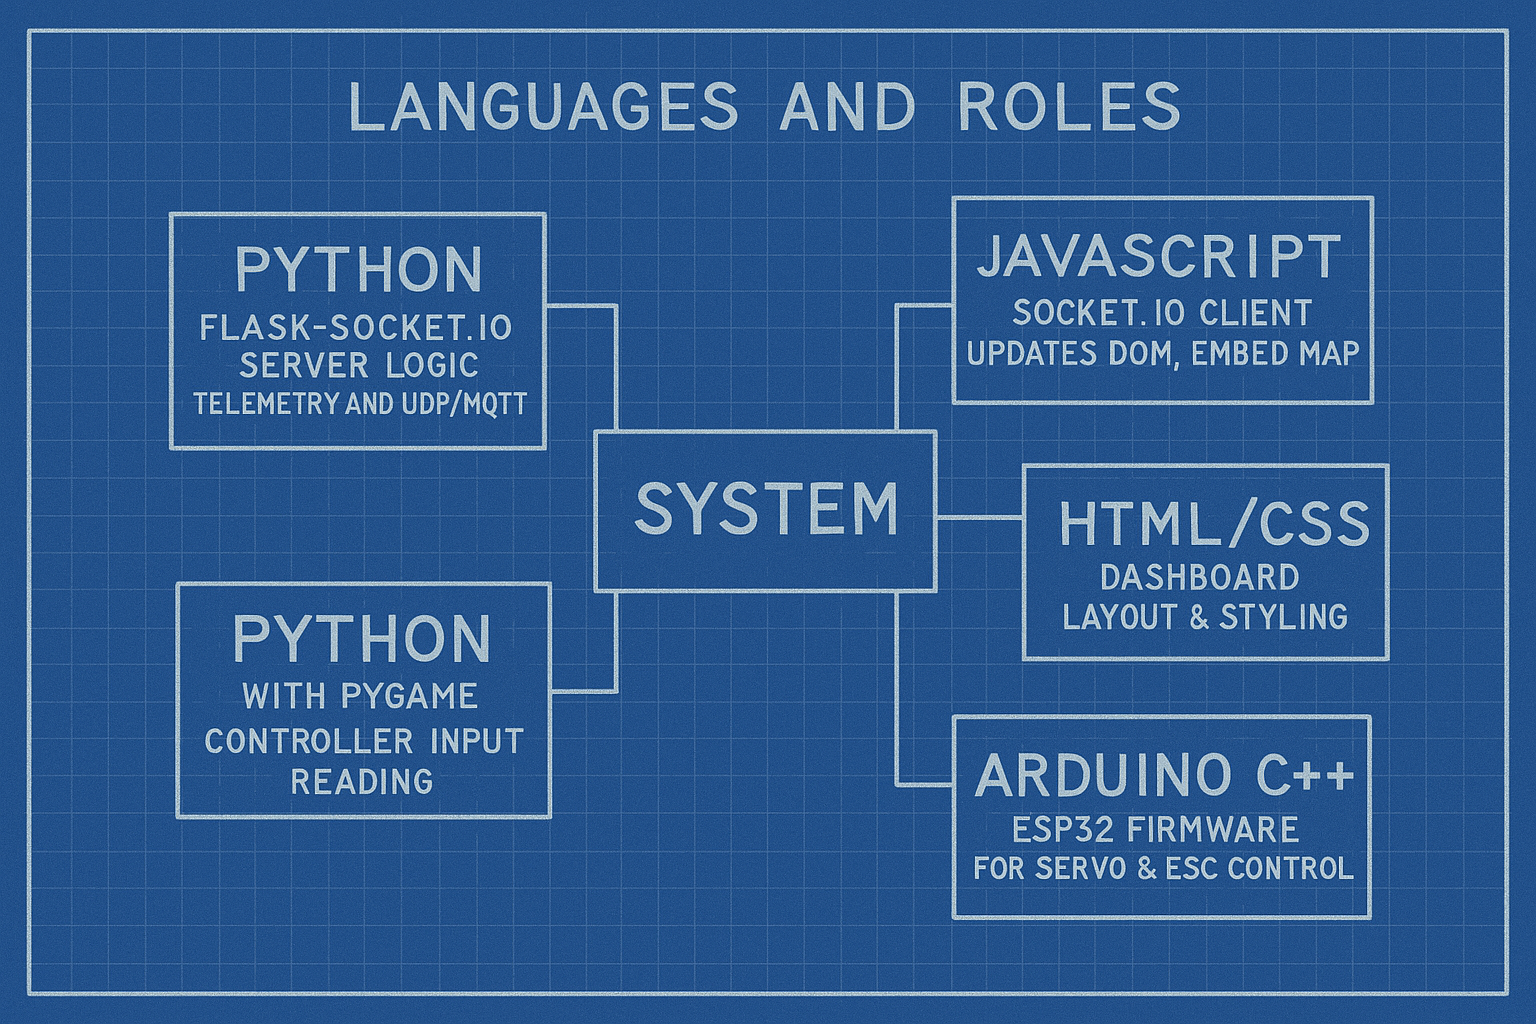 LANGUAGES AND ROLES
PYTHON
FLASK-SOCKET.IO
SERVER LOGIC
TELEMETRY AND UDP/MQTT
JAVASCRIPT
SOCKET.IO CLIENT
UPDATES DOM, EMBED MAP
SYSTEM
HTML/CSS
DASHBOARD
LAYOUT & STYLING
PYTHON
WITH PYGAME
CONTROLLER INPUT
READING
ARDUINO C++
ESP32 FIRMWARE
FOR SERVO & ESC CONTROL